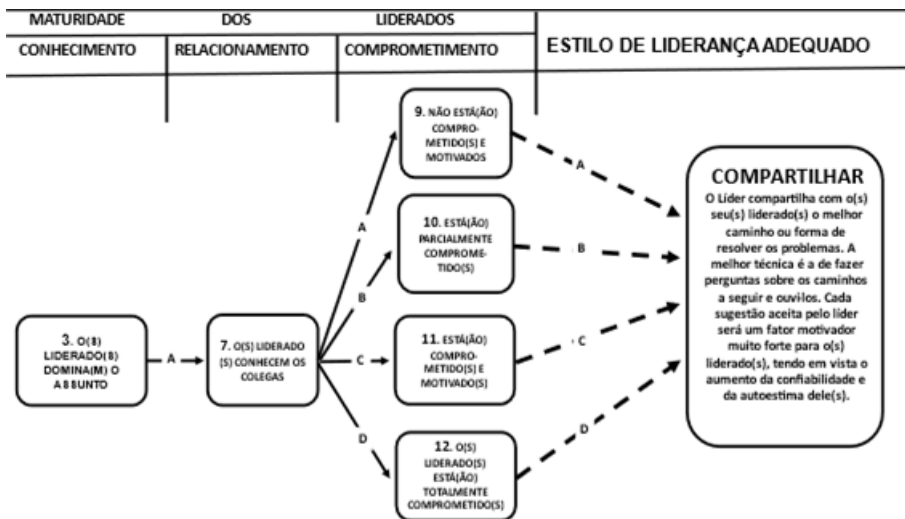 MATURIDADE DOS LIDERADOS
CONHECIMENTO RELACIONAMENTO COMPROMETIMENTO
ESTILO DE LIDERANÇA ADEQUADO
3. O(8)
LIDERADO(8)
DOMINA(M) O
A88UNTO
A
7. O(S) LIDERADO
(S) CONHECEM OS
COLEGAS
A
B
C
D
9. NÃO ESTÁ(ÃO)
COMPRO-
METIDO(S) E
MOTIVADOS
10. ESTÁ(ÃO)
PARCIALMENTE
COMPROME-
TIDO(S)
11. ESTÁ(ÃO)
COMPRO-
METIDO(S) E
MOTIVADO(S)
12. O(S)
LIDERADO(S)
ESTÁ(ÃO)
TOTALMENTE
COMPROMETIDO(S)
A
B
C
D
COMPARTILHAR
O Líder compartilha com o(s)
seu(s) liderado(s) o melhor
caminho ou forma de
resolver os problemas. A
melhor técnica é a de fazer
perguntas sobre os caminhos
a seguir e ouvi-los. Cada
sugestão aceita pelo líder
será um fator motivador
muito forte para o(s)
liderado(s), tendo em vista o
aumento da confiabilidade e
da autoestima dele(s).